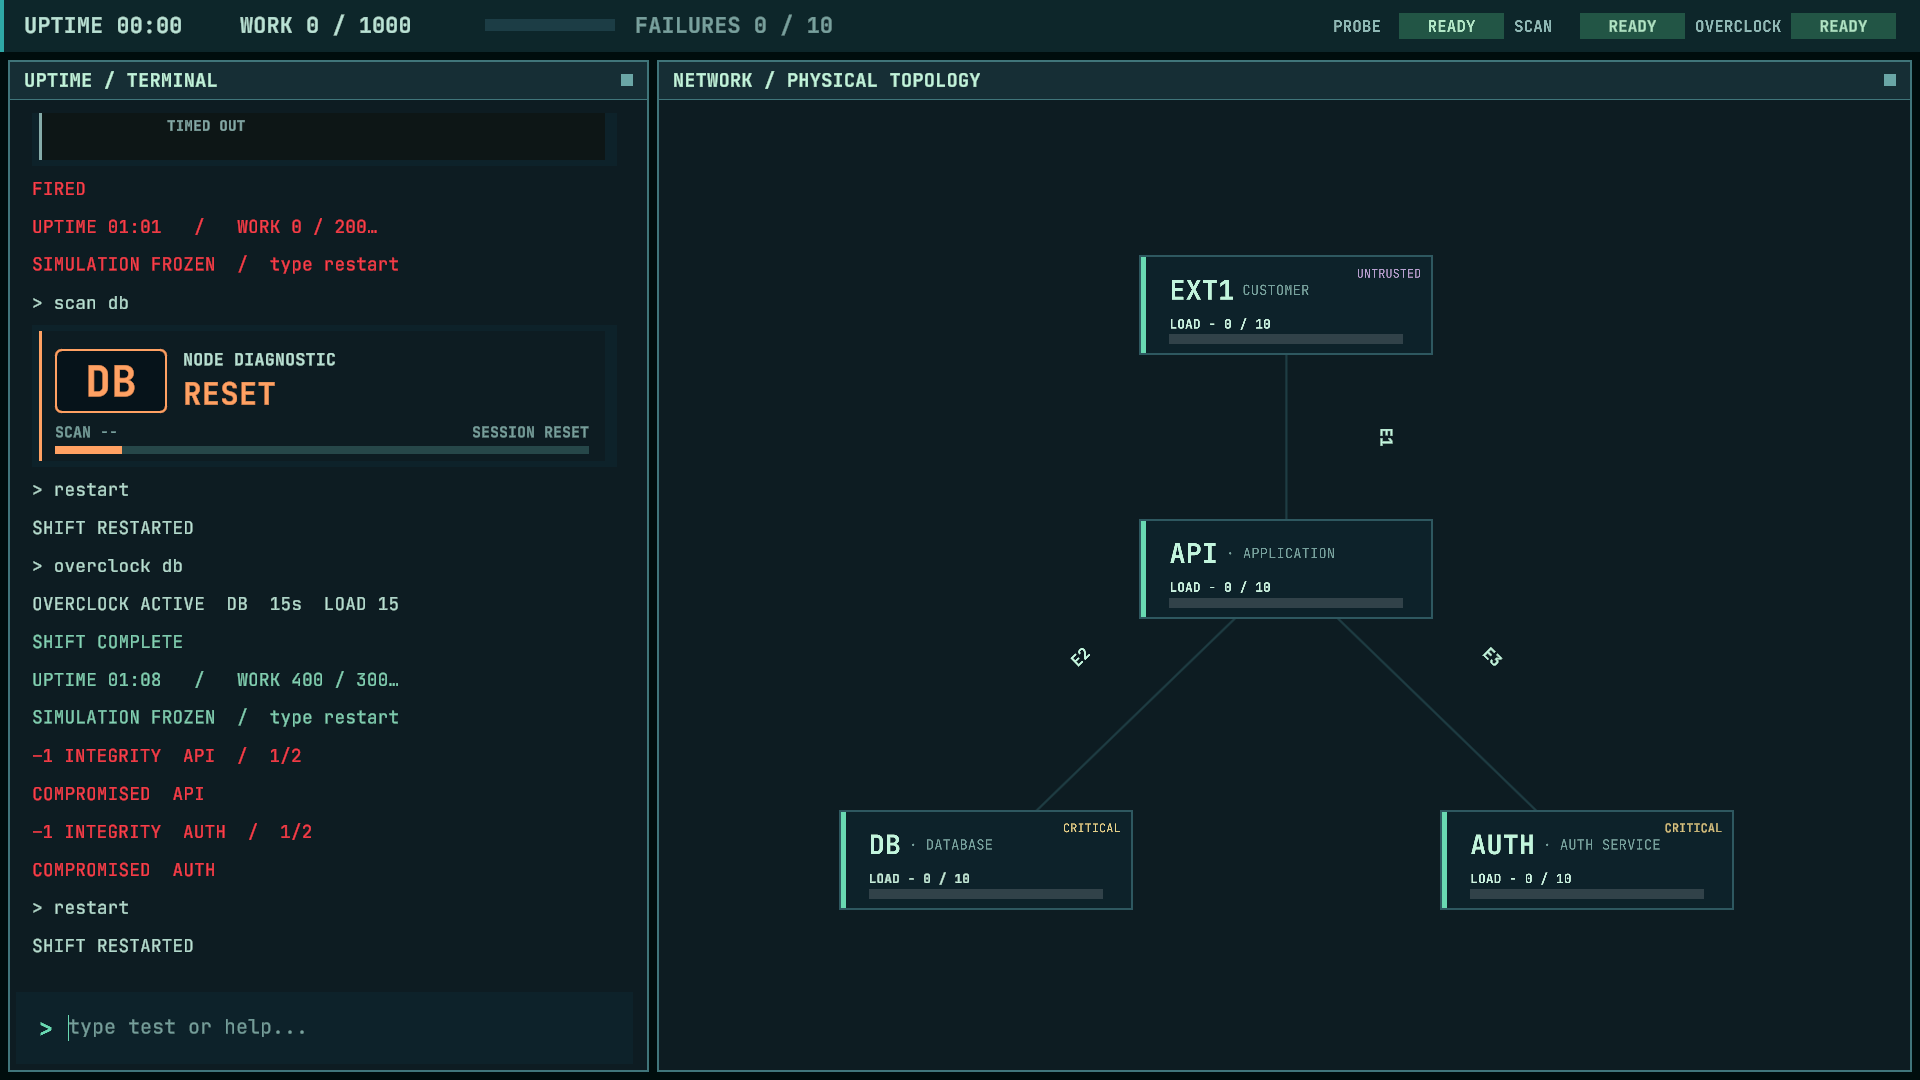 UPTIME 00:00 WORK 0 / 1000 FAILURES 0 / 10 PROBE READY SCAN READY OVERCLOCK READY
UPTIME / TERMINAL
TIMED OUT
FIRED
UPTIME 01:01 / WORK 0 / 200…
SIMULATION FROZEN / type restart
> scan db
DB
NODE DIAGNOSTIC
RESET
SCAN -- SESSION RESET
> restart
SHIFT RESTARTED
> overclock db
OVERCLOCK ACTIVE DB 15s LOAD 15
SHIFT COMPLETE
UPTIME 01:08 / WORK 400 / 300…
SIMULATION FROZEN / type restart
−1 INTEGRITY API / 1/2
COMPROMISED API
−1 INTEGRITY AUTH / 1/2
COMPROMISED AUTH
> restart
SHIFT RESTARTED
> type test or help...
NETWORK / PHYSICAL TOPOLOGY
UNTRUSTED
EXT1 CUSTOMER
LOAD - 0 / 10
E1
API · APPLICATION
LOAD - 0 / 10
E2
E3
CRITICAL
DB · DATABASE
LOAD - 0 / 10
CRITICAL
AUTH · AUTH SERVICE
LOAD - 0 / 10